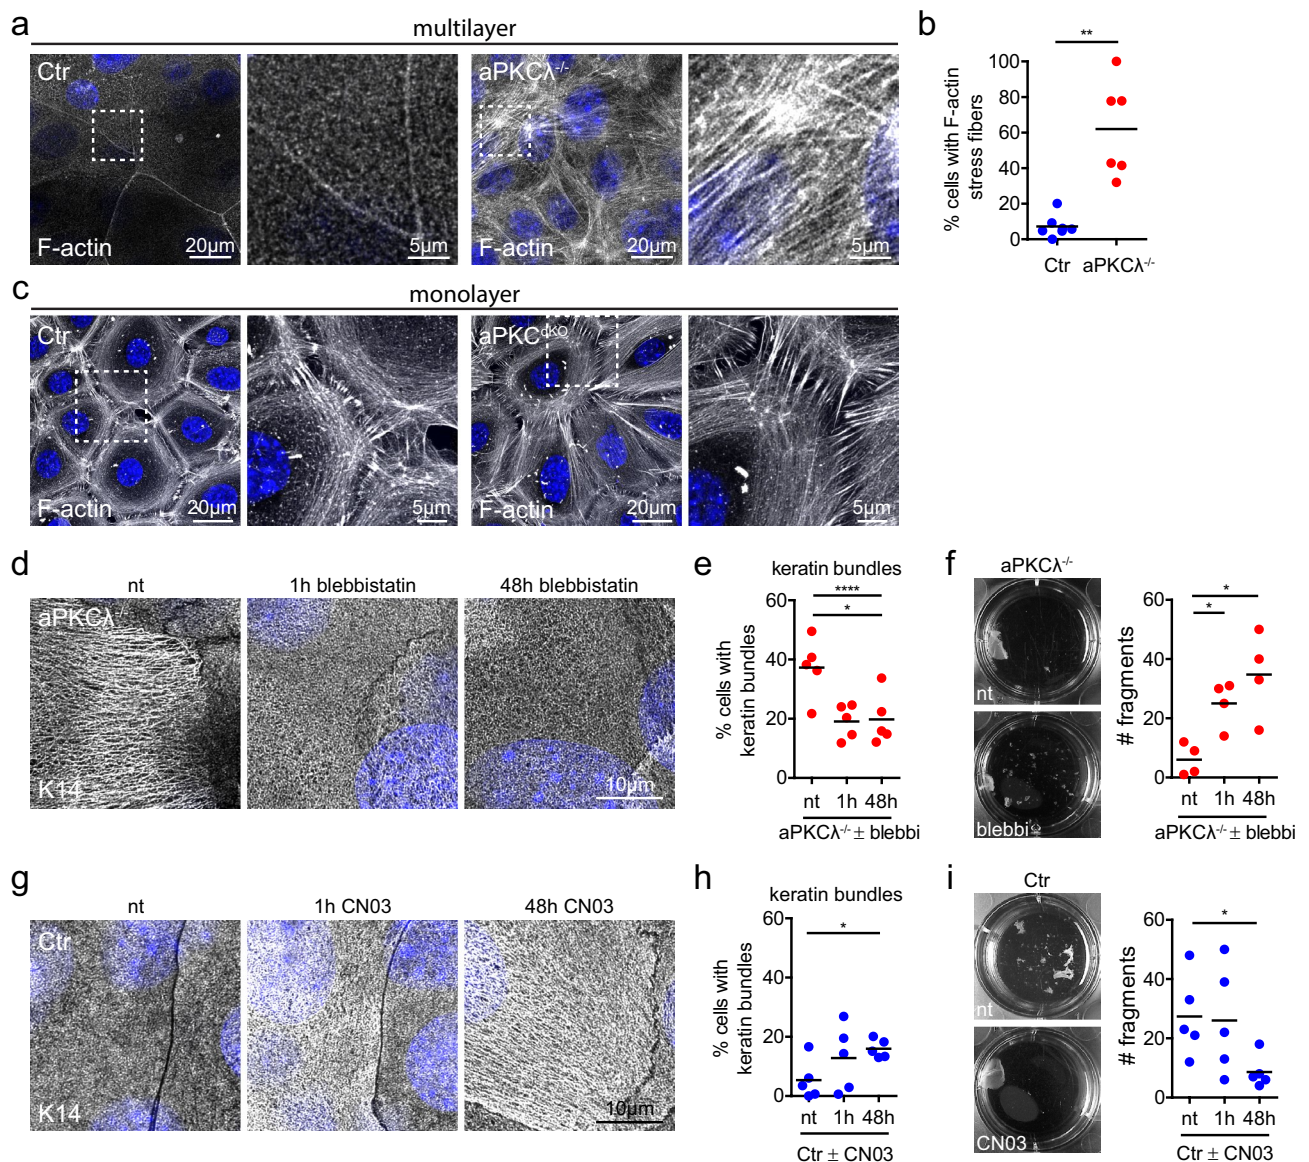 a
multilayer
Ctr
F-actin
20µm
5µm
aPKCλ-/-
F-actin
20µm
5µm
b
**
% cells with F-actin
stress fibers
100
80
60
40
20
0
Ctr
aPKCλ-/-
c
monolayer
Ctr
F-actin
20µm
5µm
aPKCdKO
F-actin
20µm
5µm
d
nt
1h blebbistatin
48h blebbistatin
aPKCλ-/-
K14
10µm
e
keratin bundles
****
*
% cells with
keratin bundles
60
40
20
0
nt
1h
48h
aPKCλ-/- ± blebbi
f
aPKCλ-/-
nt
blebbi
*
*
# fragments
60
40
20
0
nt
1h
48h
aPKCλ-/- ± blebbi
g
nt
1h CN03
48h CN03
Ctr
K14
10µm
h
keratin bundles
*
% cells with
keratin bundles
60
40
20
0
nt
1h
48h
Ctr ± CN03
i
Ctr
nt
CN03
*
# fragments
60
40
20
0
nt
1h
48h
Ctr ± CN03